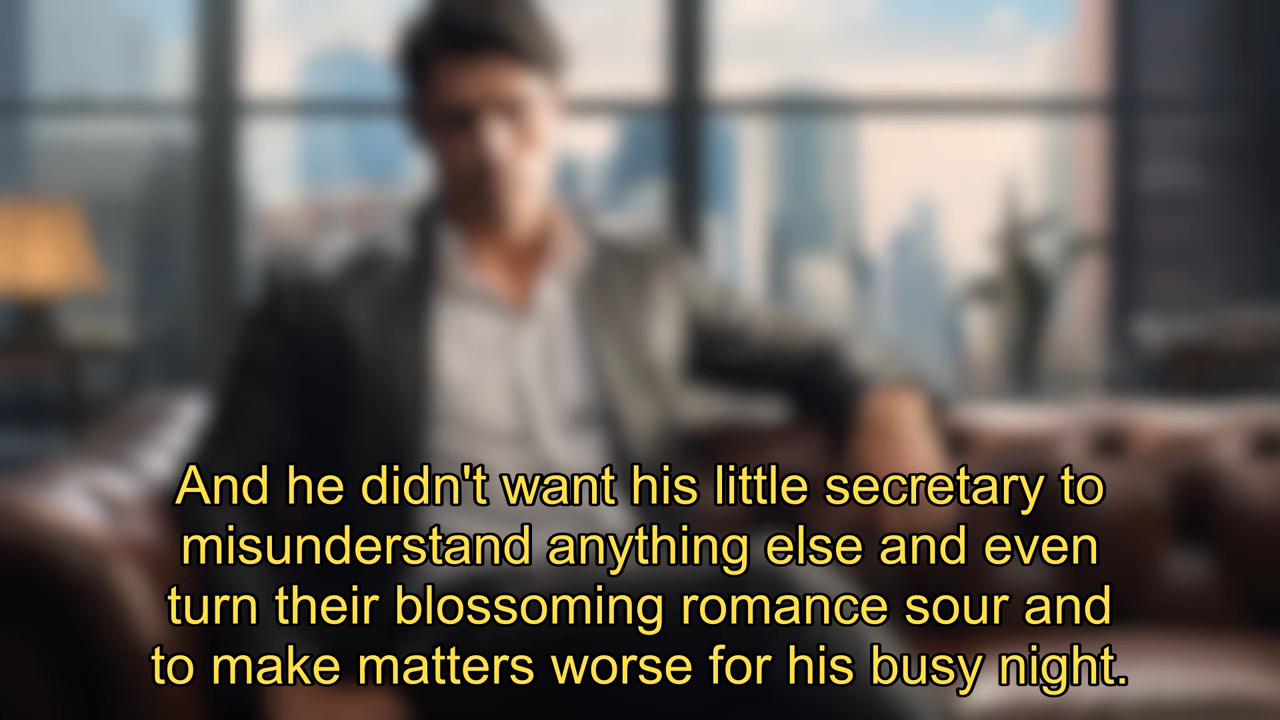 And he didn't want his little secretary to
misunderstand anything else and even
turn their blossoming romance sour and
to make matters worse for his busy night.